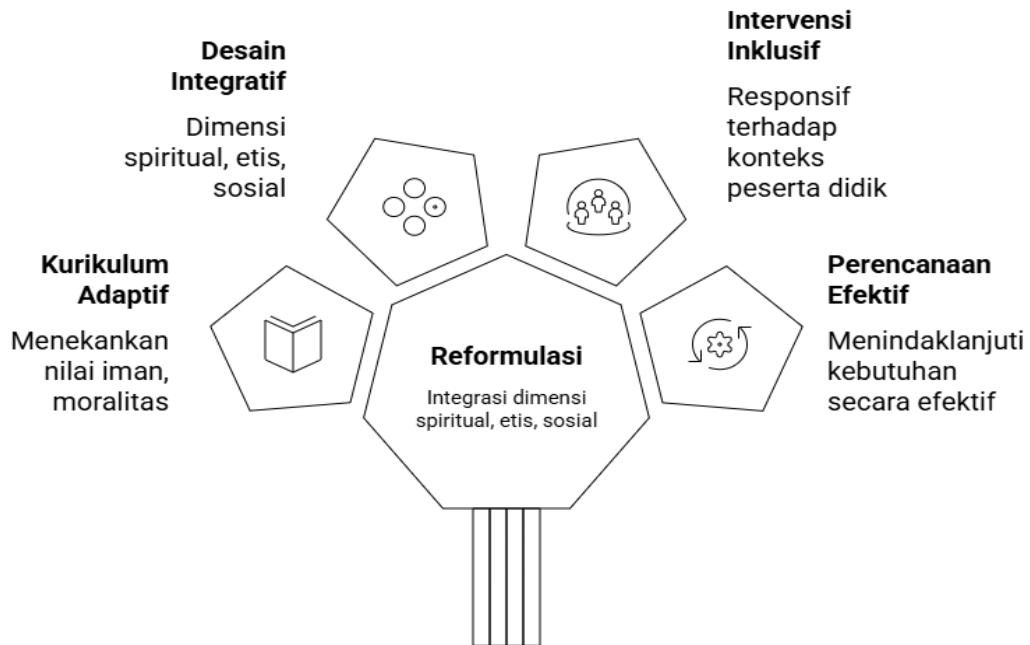 Desain
Integratif
Dimensi
spiritual, etis,
sosial
Intervensi
Inklusif
Responsif
terhadap
konteks
peserta didik
Kurikulum
Adaptif
Menekankan
nilai iman,
moralitas
Reformulasi
Integrasi dimensi
spiritual, etis, sosial
Perencanaan
Efektif
Menindaklanjuti
kebutuhan
secara efektif